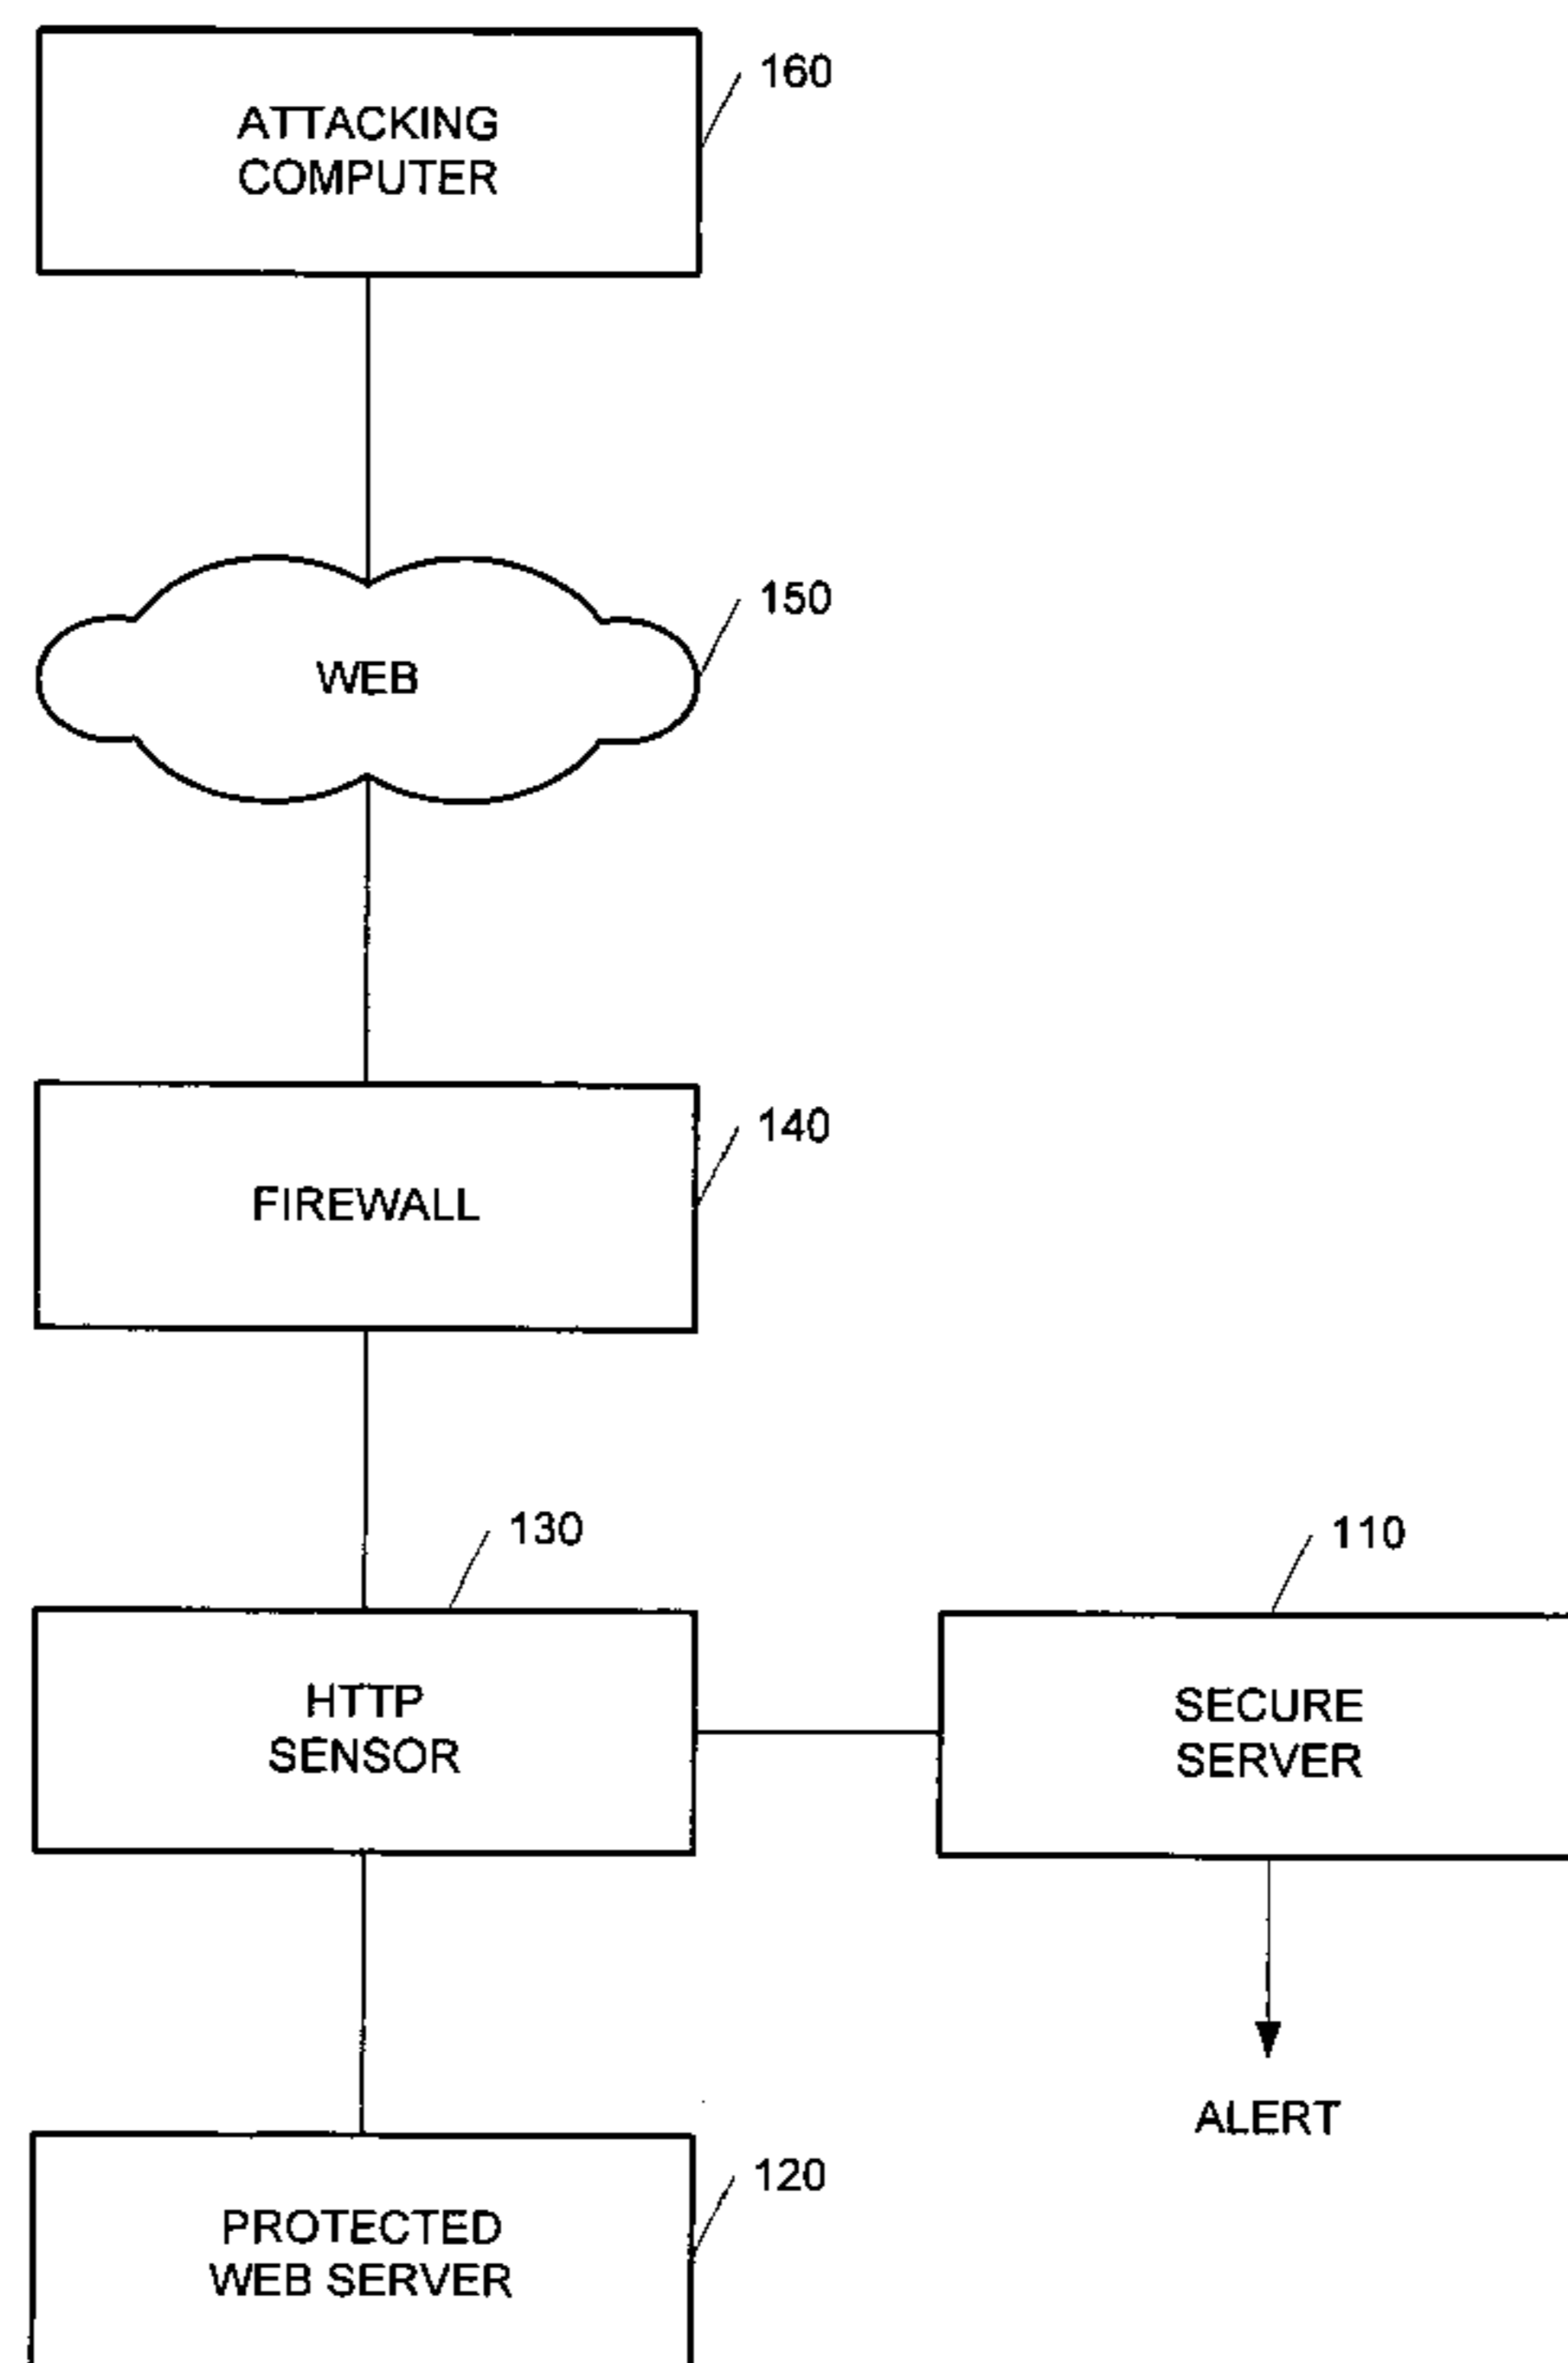 160
ATTACKING
COMPUTER
150
WEB
140
FIREWALL
130
110
HTTP
SENSOR
SECURE
SERVER
ALERT
120
PROTECTED
WEB SERVER